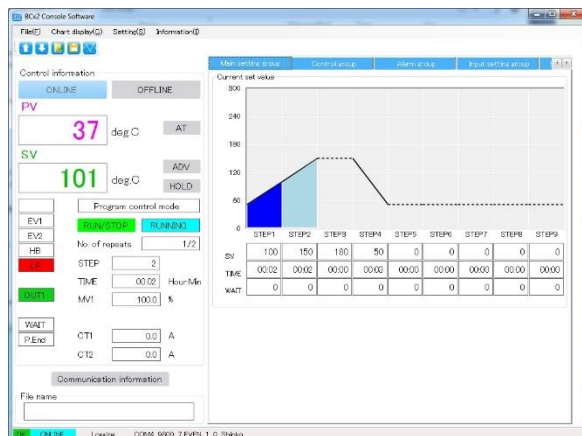 BCx2 Console Software
File(F) Chart display(G) Setting(S) Information(I)
Control information
ONLINE OFFLINE
PV
37 deg.C AT
SV
101 deg.C ADV
HOLD
Program control mode
EV1 RUN/STOP RUNNING
EV2
HB No. of repeats 1/2
STEP 2
TIME 00:02 Hour:Min
OUT1 MV1 100.0 %
WAIT
P.End CT1 0.0 A
CT2 0.0 A
Communication information
File name
Main setting group Control group Alarm group Input setting group
Current set value
300
240
180
120
60
0
STEP1 STEP2 STEP3 STEP4 STEP5 STEP6 STEP7 STEP8 STEP9
SV 100 150 180 50 0 0 0 0 0
TIME 00:02 00:02 00:00 00:03 00:00 00:00 00:00 00:00 00:00
WAIT 0 0 0 0 0 0 0 0 0
OK ONLINE Logging COM4, 9600, 7, EVEN, 1, 0, Shinko